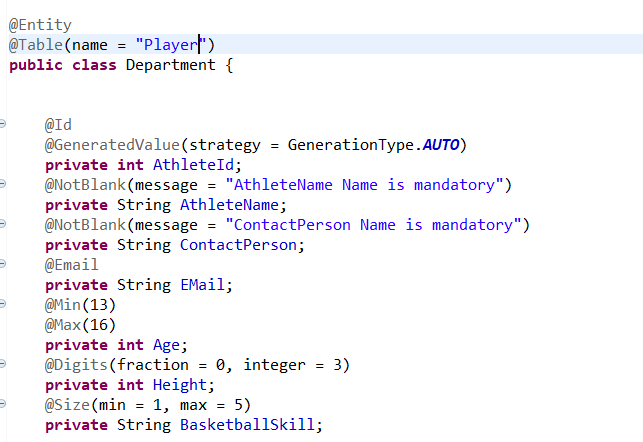 @Entity
@Table(name = "Player")
public class Department {
@Id
@GeneratedValue(strategy = GenerationType.AUTO)
private int AthleteId;
@NotBlank(message = "AthleteName Name is mandatory")
private String AthleteName;
@NotBlank(message = "ContactPerson Name is mandatory")
private String ContactPerson;
@Email
private String EMail;
@Min(13)
@Max(16)
private int Age;
@Digits(fraction = 0, integer = 3)
private int Height;
@Size(min = 1, max = 5)
private String BasketballSkill;